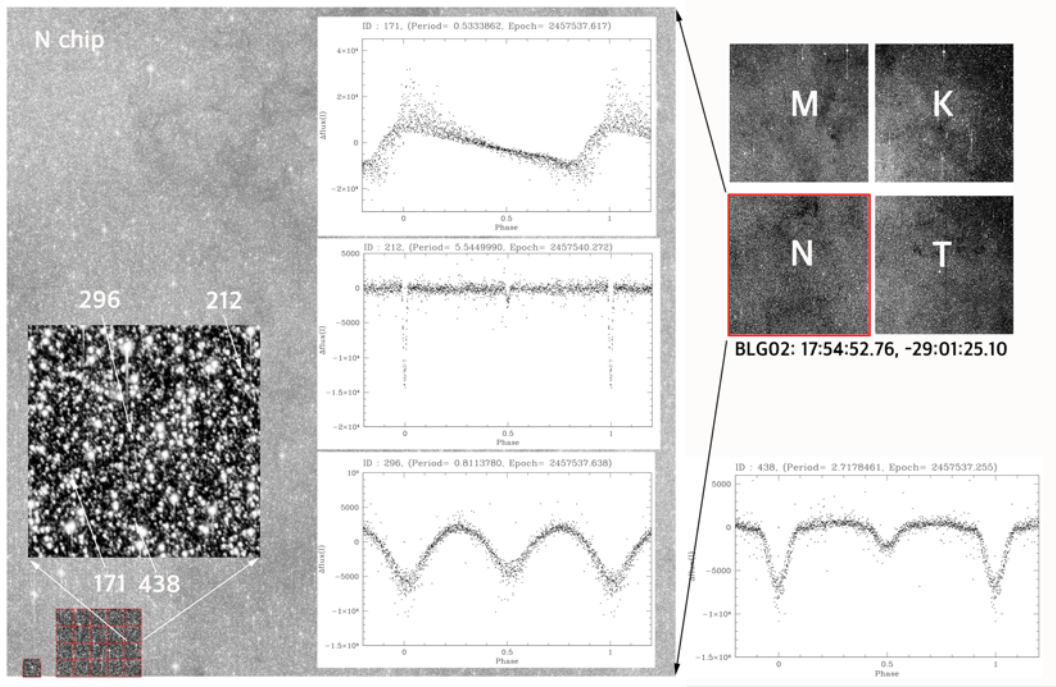 N chip
ID : 171, (Period= 0.5333862, Epoch= 2457537.617)
4×10⁴
2×10⁴
0
−2×10⁴
Δflux(I)
0 0.5 1
Phase
ID : 212, (Period= 5.5449990, Epoch= 2457540.272)
5000
0
−5000
−1×10⁴
−1.5×10⁴
−2×10⁴
Δflux(I)
0 0.5 1
Phase
ID : 296, (Period= 0.8113780, Epoch= 2457537.638)
5000
0
−5000
−1×10⁴
−1.5×10⁴
Δflux(I)
0 0.5 1
Phase
296 212
171 438
M K
N T
BLG02: 17:54:52.76, -29:01:25.10
ID : 438, (Period= 2.7178461, Epoch= 2457537.255)
5000
0
−5000
−1×10⁴
−1.5×10⁴
Δflux(I)
0 0.5 1
Phase